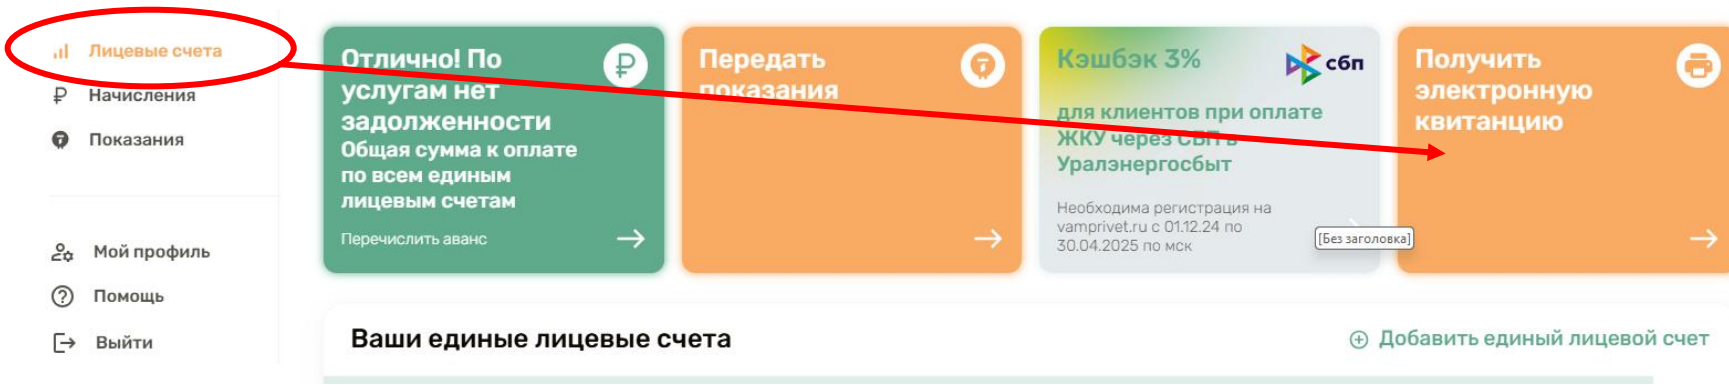 Лицевые счета
Начисления
Показания
Мой профиль
Помощь
Выйти
Отлично! По
услугам нет
задолженности
Общая сумма к оплате
по всем единым
лицевым счетам
Перечислить аванс
Передать
показания
Кэшбэк 3%
сбп
для клиентов при оплате
ЖКУ через СБП в
Уралэнергосбыт
Необходима регистрация на
vamprivet.ru с 01.12.24 по
30.04.2025 по мск
[Без заголовка]
Получить
электронную
квитанцию
Ваши единые лицевые счета
Добавить единый лицевой счет